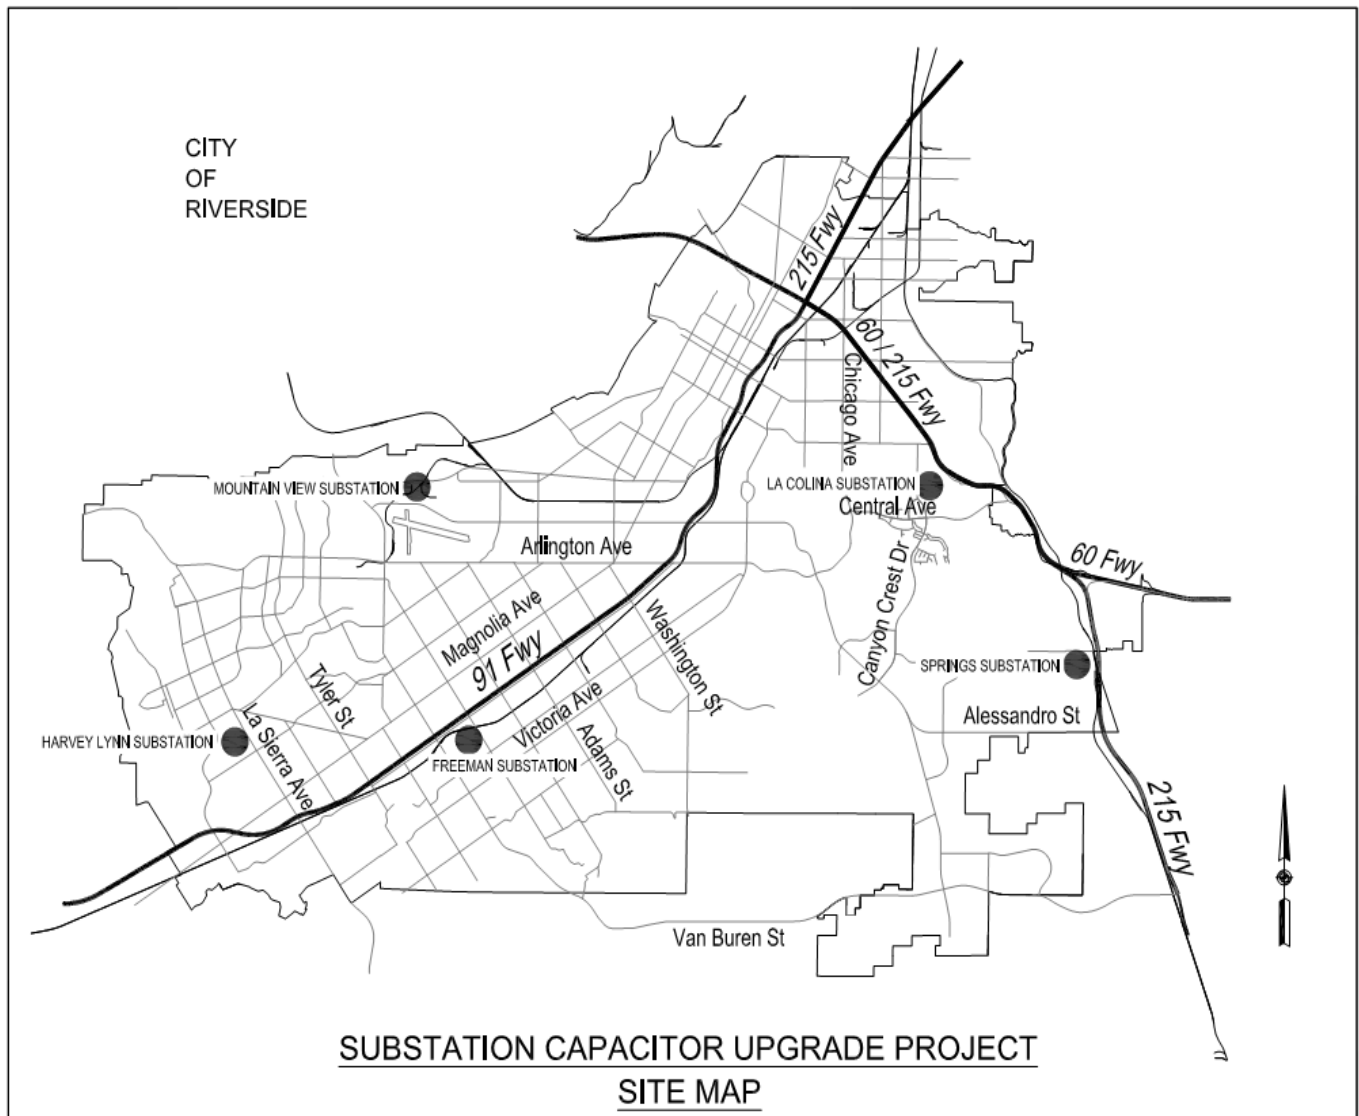 CITY
OF
RIVERSIDE
215 Fwy
60 / 215 Fwy
Chicago Ave
MOUNTAIN VIEW SUBSTATION
LA COLINA SUBSTATION
Central Ave
Arlington Ave
60 Fwy
Magnolia Ave
91 Fwy
Washington St
Canyon Crest Dr
SPRINGS SUBSTATION
Tyler St
Victoria Ave
Alessandro St
La Sierra Ave
HARVEY LYNN SUBSTATION
FREEMAN SUBSTATION
Adams St
215 Fwy
Van Buren St
SUBSTATION CAPACITOR UPGRADE PROJECT
SITE MAP